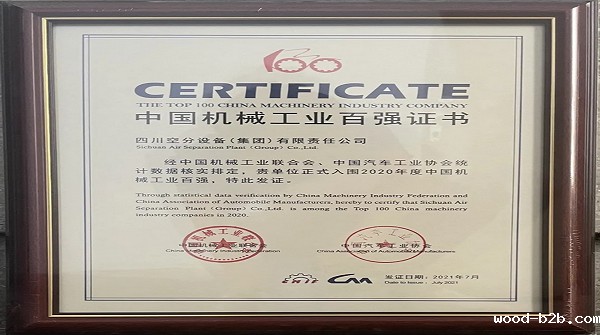 100
CERTIFICATE
THE TOP 100 CHINA MACHINERY INDUSTRY COMPANY
中国机械工业百强证书
四川空分设备(集团)有限责任公司
Sichuan Air Separation Plant (Group) Co.,Ltd.
经中国机械工业联合会、中国汽车工业协会统
计数据核实排定，贵单位正式入围2020年度中国机
械工业百强，特此发证。
Through statistical data verification by China Machinery Industry Federation and
China Association of Automobile Manufacturers, hereby to certify that Sichuan Air
Separation Plant (Group) Co.,Ltd. is among the Top 100 China machinery
industry companies in 2020.
中国机械工业联合会 中国汽车工业协会
China Association of Automobile Manufacturers
CMIF CAAM 发证日期：2021年7月
Date to Issue: July 2021
wood-b2b.com